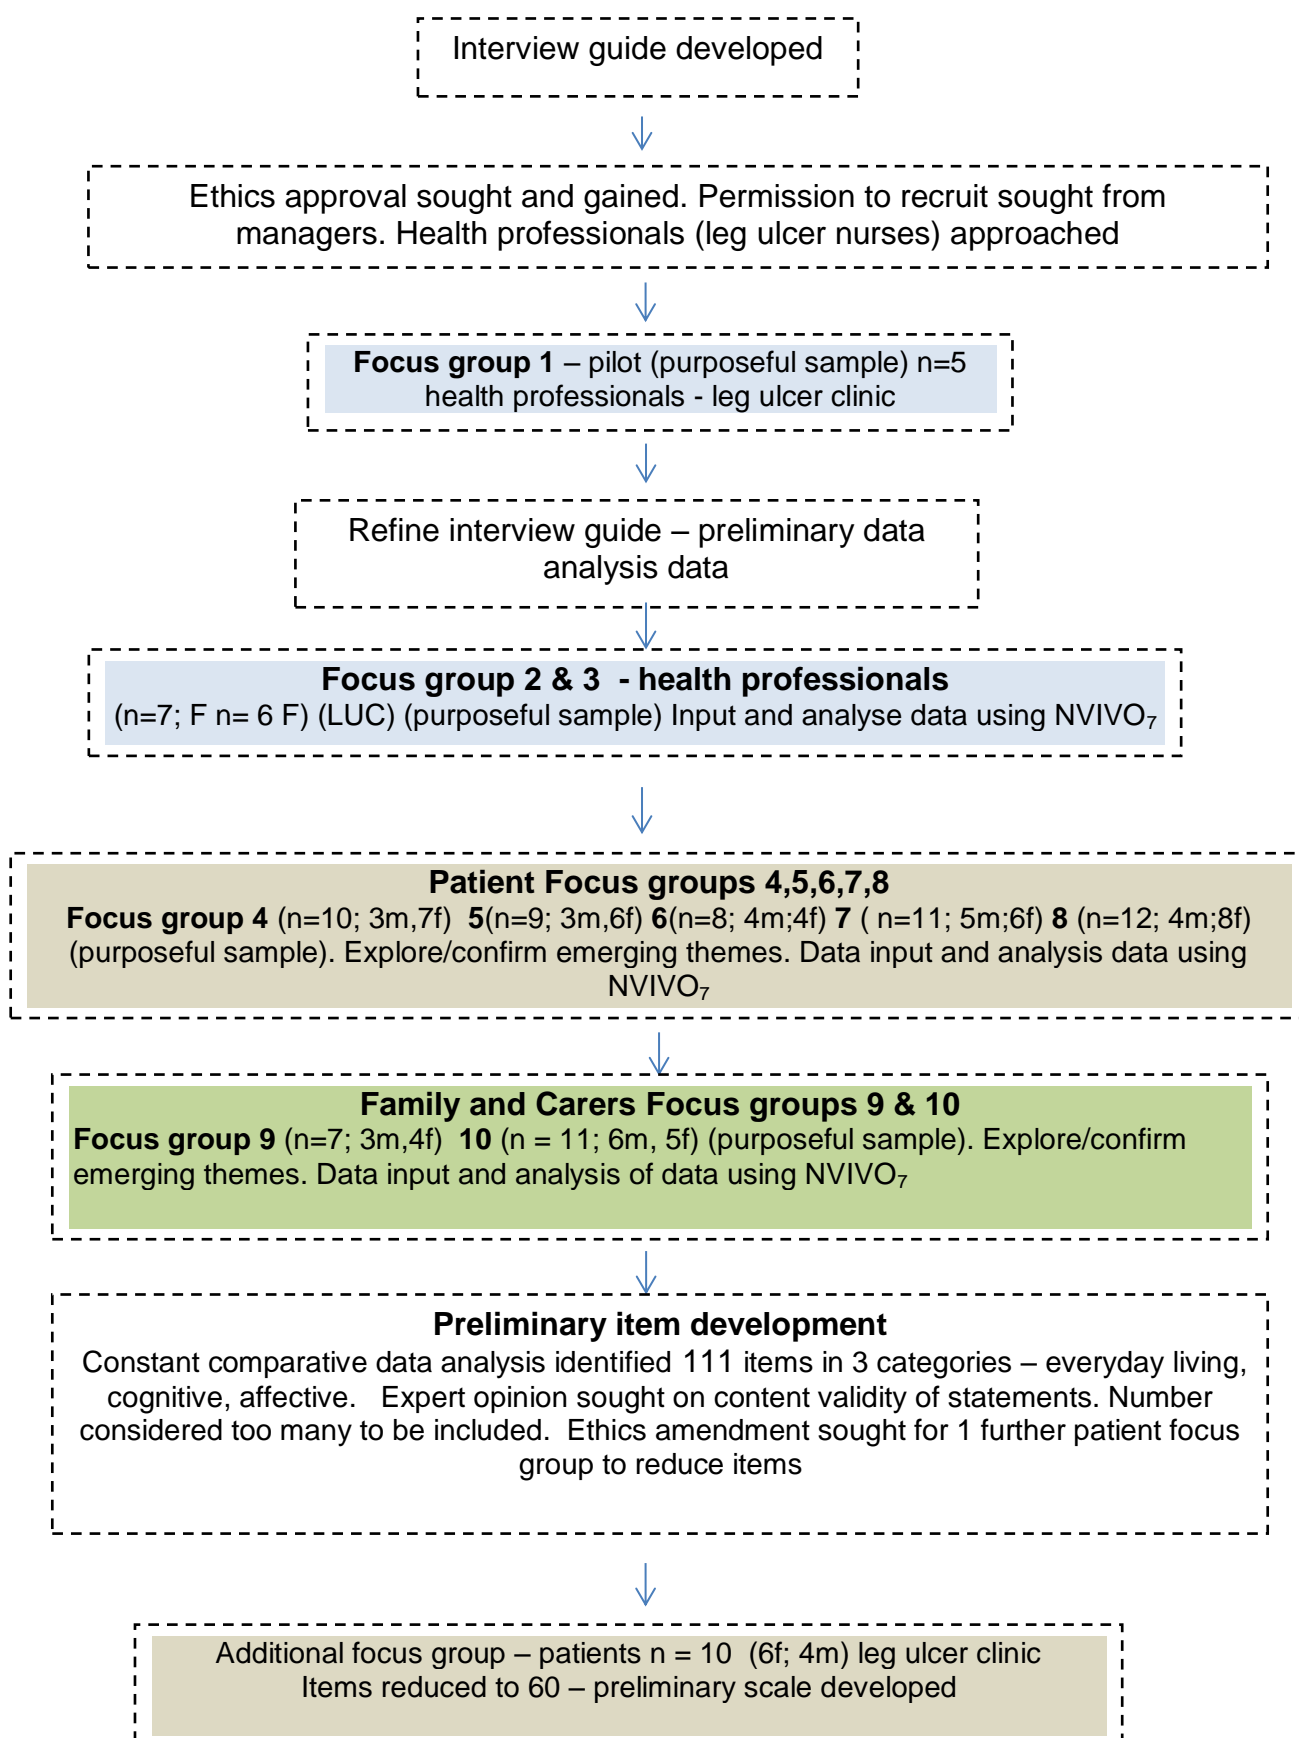 Interview guide developed
Ethics approval sought and gained. Permission to recruit sought from
managers. Health professionals (leg ulcer nurses) approached
Focus group 1 – pilot (purposeful sample) n=5
health professionals - leg ulcer clinic
Refine interview guide – preliminary data
analysis data
Focus group 2 & 3  - health professionals
(n=7; F n= 6 F) (LUC) (purposeful sample) Input and analyse data using NVIVO₇
Patient Focus groups 4,5,6,7,8
Focus group 4 (n=10; 3m,7f)  5(n=9; 3m,6f) 6(n=8; 4m;4f) 7 ( n=11; 5m;6f) 8 (n=12; 4m;8f)
(purposeful sample). Explore/confirm emerging themes. Data input and analysis data using
NVIVO₇
Family and Carers Focus groups 9 & 10
Focus group 9 (n=7; 3m,4f)  10 (n = 11; 6m, 5f) (purposeful sample). Explore/confirm
emerging themes. Data input and analysis of data using NVIVO₇
Preliminary item development
Constant comparative data analysis identified 111 items in 3 categories – everyday living,
cognitive, affective.   Expert opinion sought on content validity of statements. Number
considered too many to be included.  Ethics amendment sought for 1 further patient focus
group to reduce items
Additional focus group – patients n = 10  (6f; 4m) leg ulcer clinic
Items reduced to 60 – preliminary scale developed